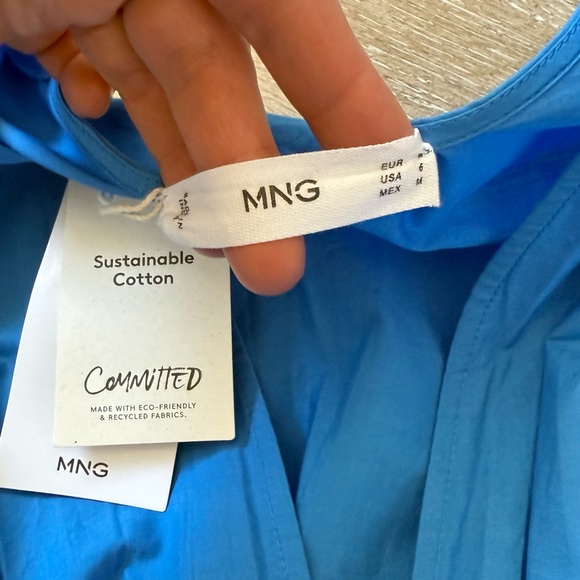 MNG
EUR
USA 6
MEX M
Sustainable
Cotton
COMMITTED
MADE WITH ECO-FRIENDLY
& RECYCLED FABRICS.
MNG